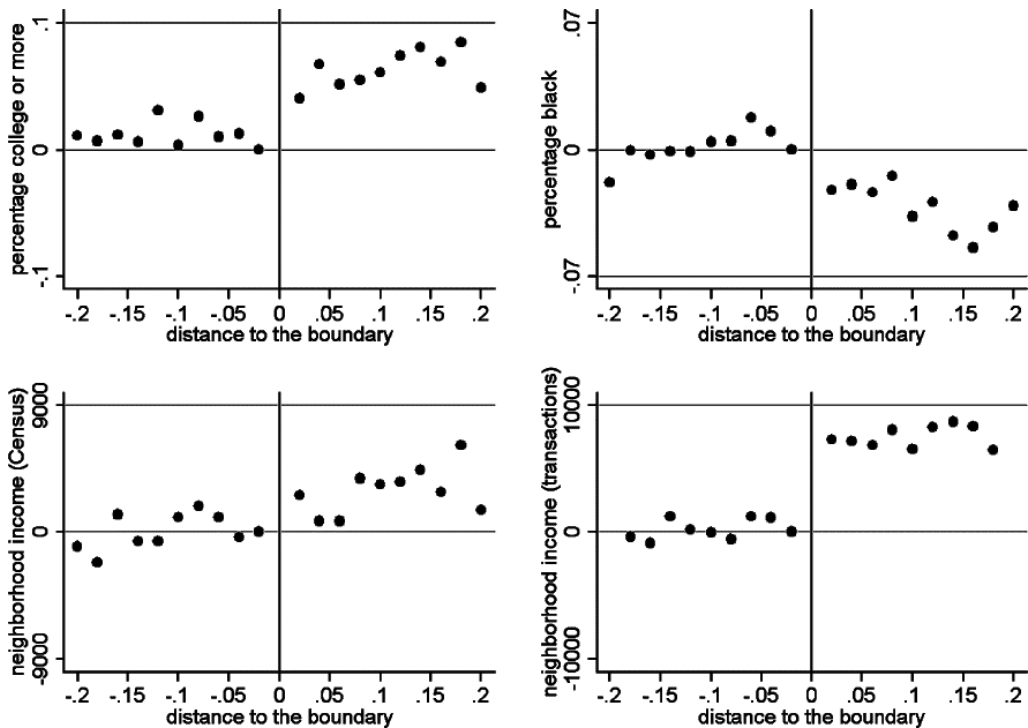 percentage college or more
.1
0
-.1
-.2 -.15 -.1 -.05 0 .05 .1 .15 .2
distance to the boundary
percentage black
.07
0
-.07
-.2 -.15 -.1 -.05 0 .05 .1 .15 .2
distance to the boundary
neighborhood income (Census)
9000
0
-9000
-.2 -.15 -.1 -.05 0 .05 .1 .15 .2
distance to the boundary
neighborhood income (transactions)
10000
0
-10000
-.2 -.15 -.1 -.05 0 .05 .1 .15 .2
distance to the boundary